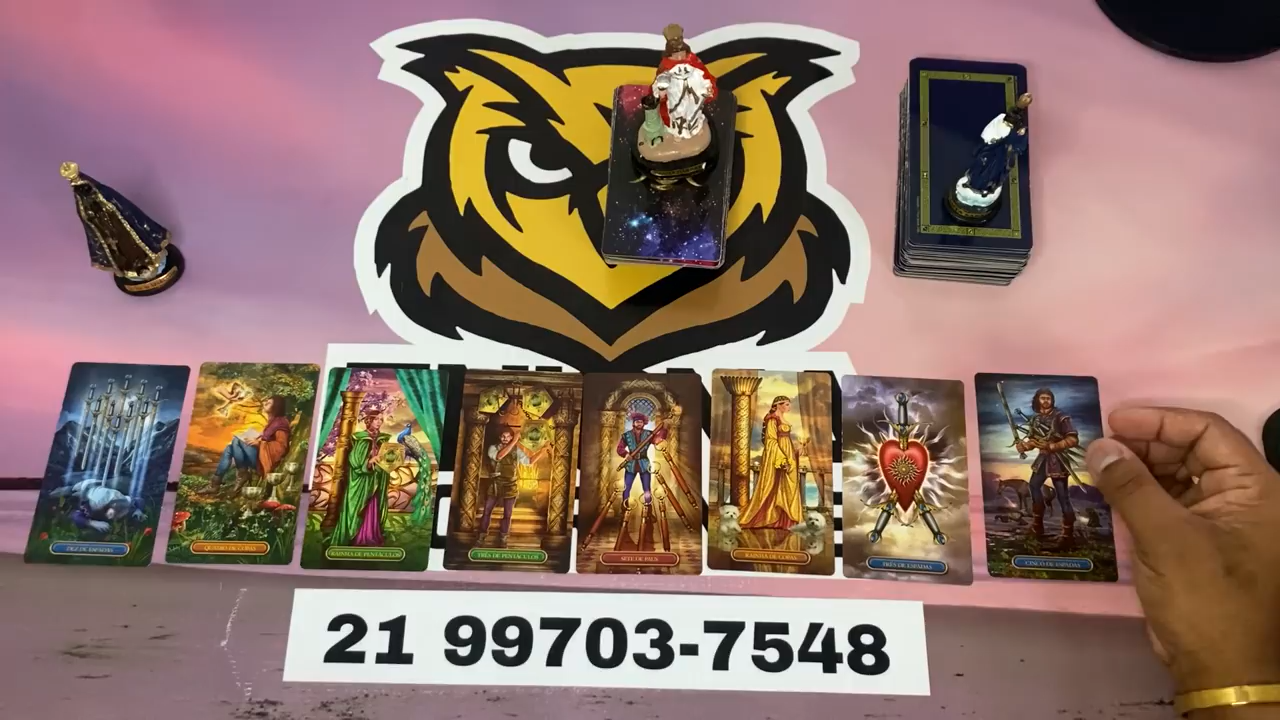 DEZ DE ESPADAS
QUATRO DE COPAS
RAINHA DE PENTÁCULOS
TRÊS DE PENTÁCULOS
SETE DE PAUS
RAINHA DE COPAS
TRÊS DE ESPADAS
CINCO DE ESPADAS
21 99703-7548